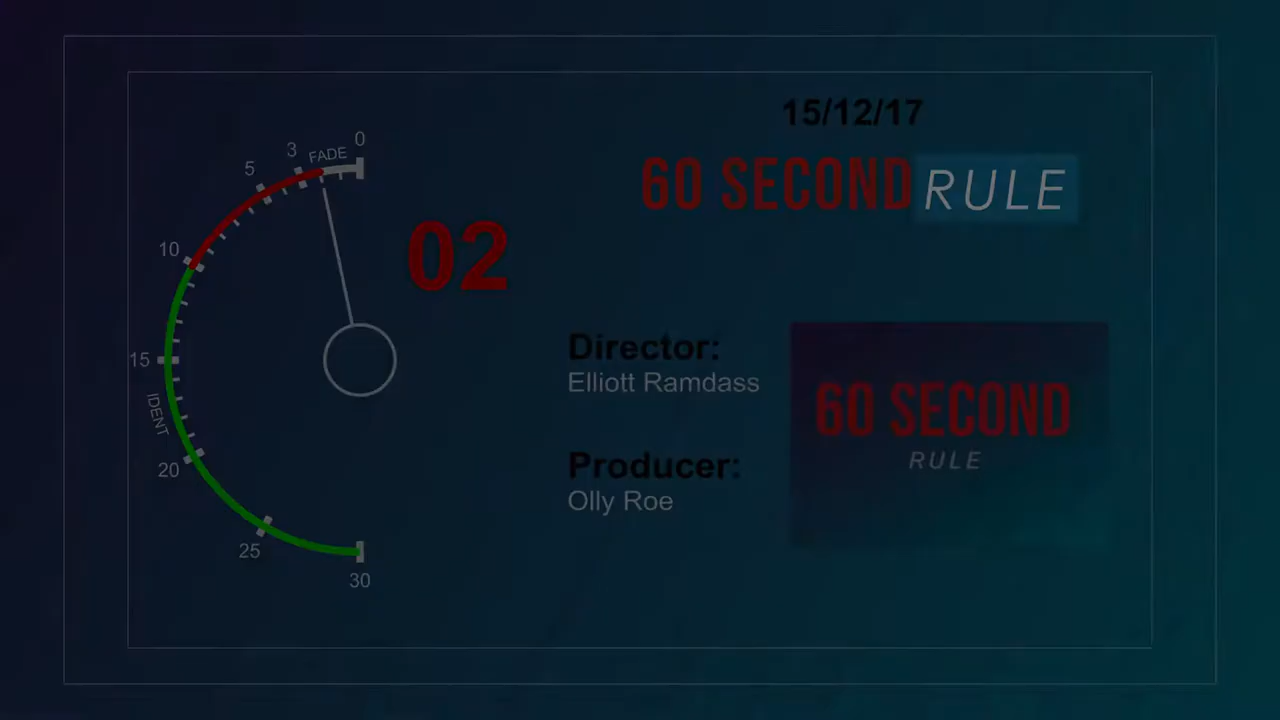 15/12/17
60 SECOND RULE
0
FADE
3
5
10
02
15
IDENT
20
25
30
Director:
Elliott Ramdass
Producer:
Olly Roe
60 SECOND
RULE